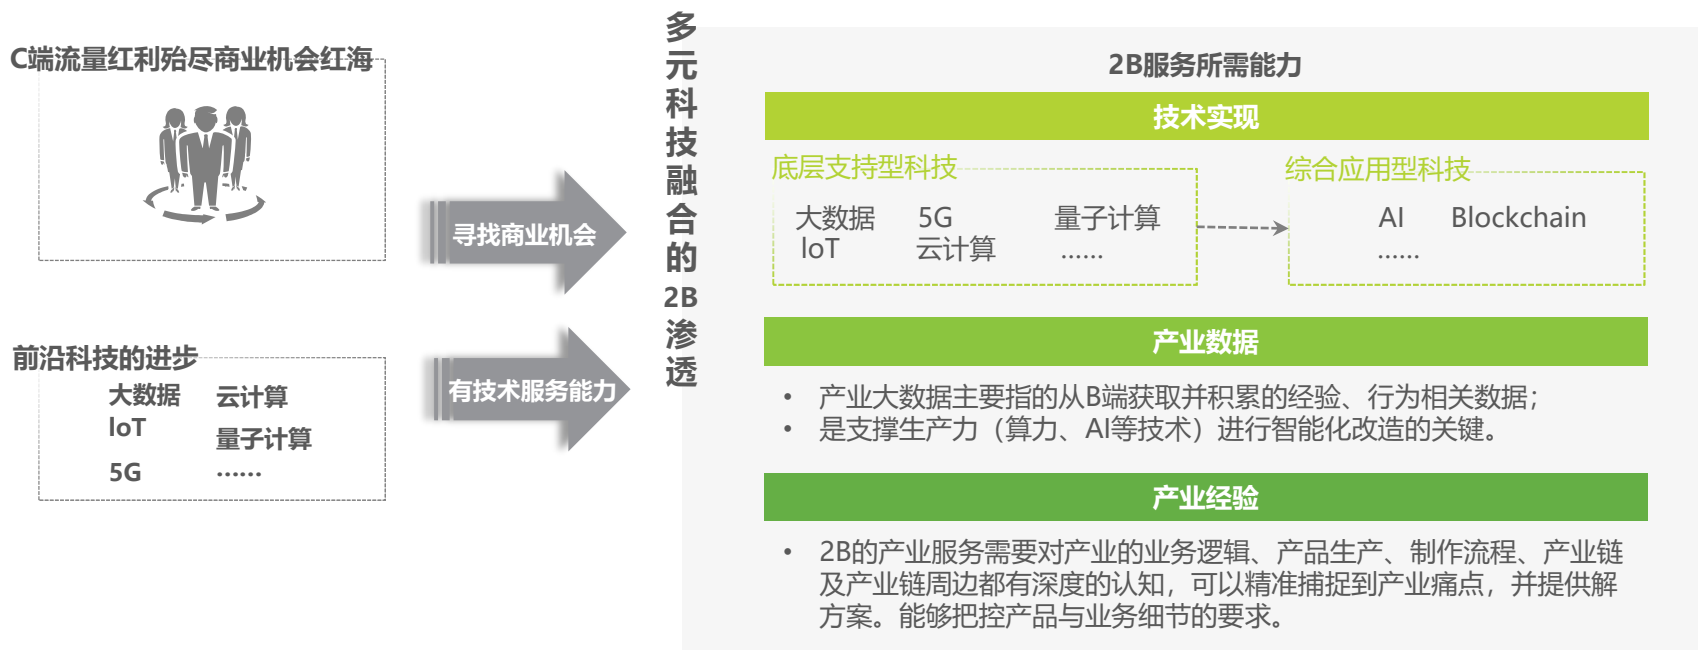 C端流量红利殆尽商业机会红海
寻找商业机会
前沿科技的进步
大数据 云计算
IoT 量子计算
5G ……
有技术服务能力
多元科技融合的2B渗透
2B服务所需能力
技术实现
底层支持型科技
大数据 5G 量子计算
IoT 云计算 ……
综合应用型科技
AI Blockchain
……
产业数据
• 产业大数据主要指的从B端获取并积累的经验、行为相关数据；
• 是支撑生产力（算力、AI等技术）进行智能化改造的关键。
产业经验
• 2B的产业服务需要对产业的业务逻辑、产品生产、制作流程、产业链
及产业链周边都有深度的认知，可以精准捕捉到产业痛点，并提供解
方案。能够把控产品与业务细节的要求。